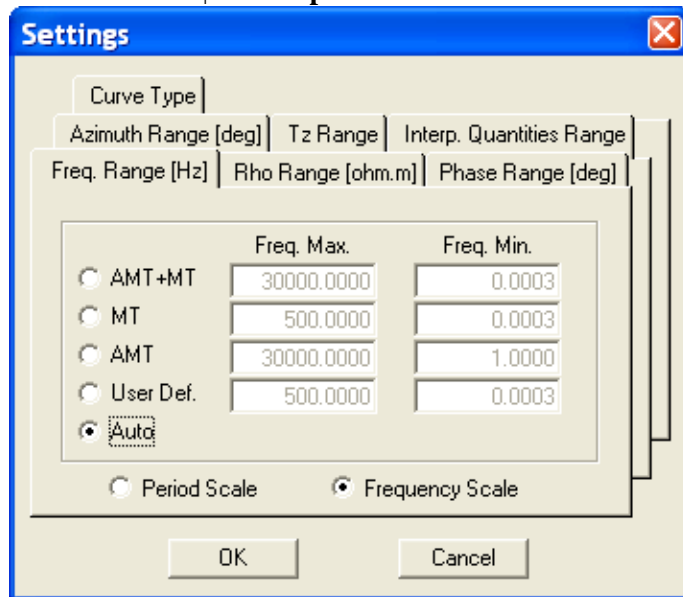 Settings
Curve Type
Azimuth Range [deg] Tz Range Interp. Quantities Range
Freq. Range [Hz] Rho Range [ohm.m] Phase Range [deg]
Freq. Max. Freq. Min.
AMT+MT 30000.0000 0.0003
MT 500.0000 0.0003
AMT 30000.0000 1.0000
User Def. 500.0000 0.0003
Auto
Period Scale Frequency Scale
OK Cancel